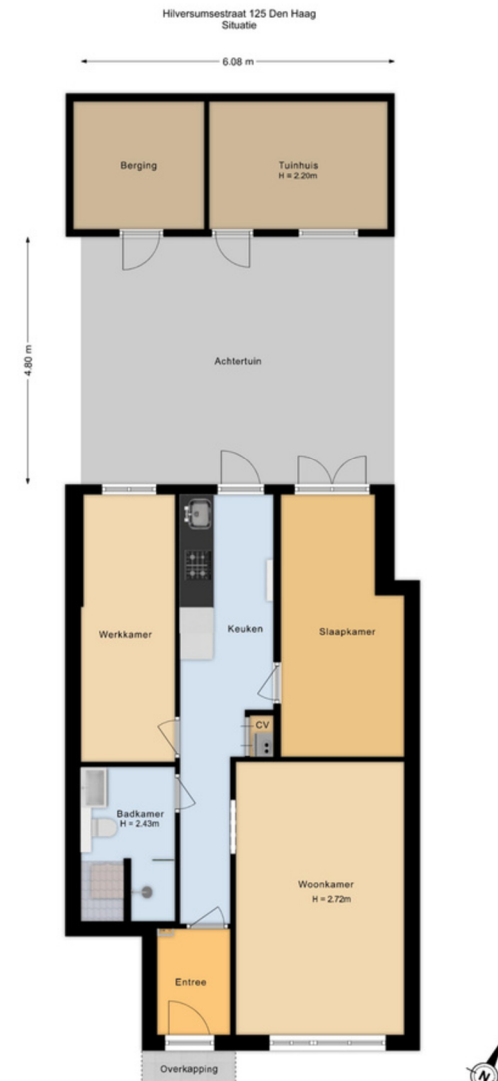 Hilversumsestraat 125 Den Haag
Situatie
6.08 m
Berging
Tuinhuis
H = 2.20m
4.80 m
Achtertuin
Werkkamer
Keuken
Slaapkamer
CV
Badkamer
H = 2.43m
Woonkamer
H = 2.72m
Entree
Overkapping
N